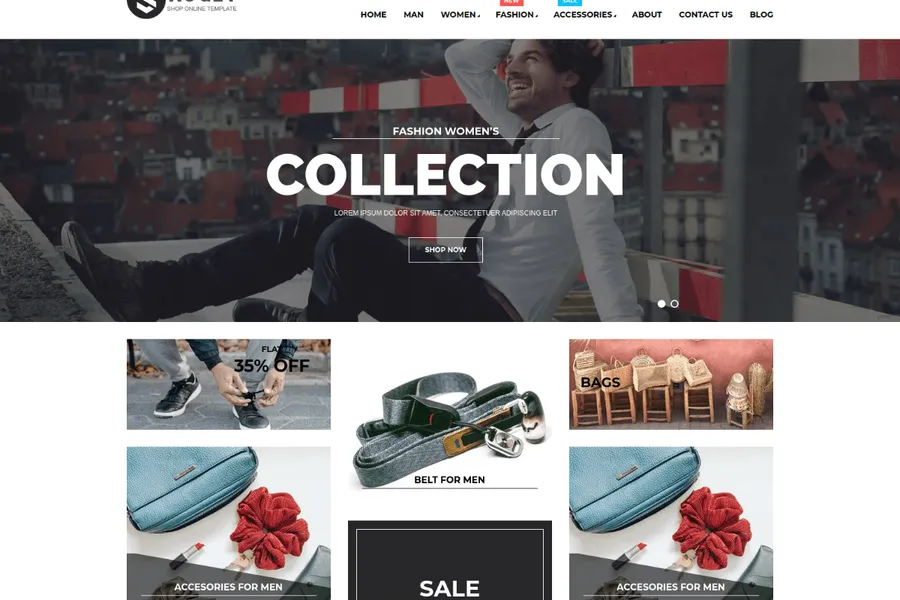 SHOP ONLINE TEMPLATE
NEW
SALE
HOME
MAN
WOMEN
FASHION
ACCESSORIES
ABOUT
CONTACT US
BLOG
FASHION WOMEN'S
COLLECTION
LOREM IPSUM DOLOR SIT AMET, CONSECTETUER ADIPISCING ELIT
SHOP NOW
35% OFF
BAGS
BELT FOR MEN
ACCESORIES FOR MEN
SALE
ACCESORIES FOR MEN